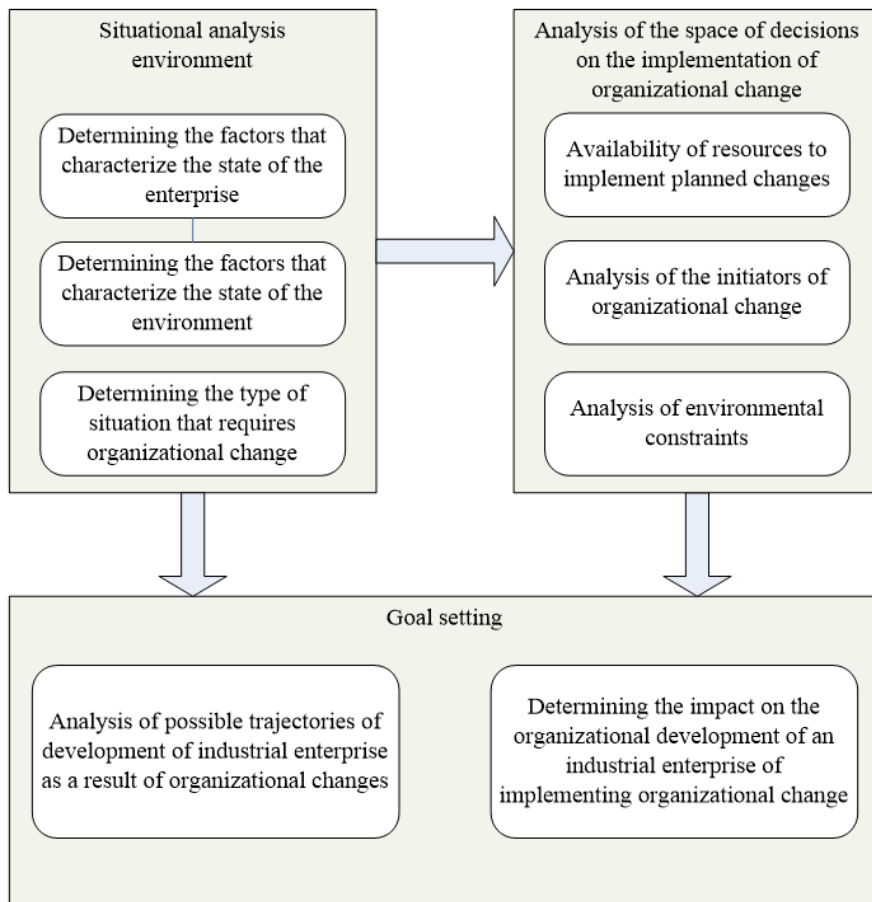 Situational analysis
environment
Determining the factors that
characterize the state of the
enterprise
Determining the factors that
characterize the state of the
environment
Determining the type of
situation that requires
organizational change
Analysis of the space of decisions
on the implementation of
organizational change
Availability of resources to
implement planned changes
Analysis of the initiators of
organizational change
Analysis of environmental
constraints
Goal setting
Analysis of possible trajectories of
development of industrial enterprise
as a result of organizational changes
Determining the impact on the
organizational development of an
industrial enterprise of
implementing organizational change